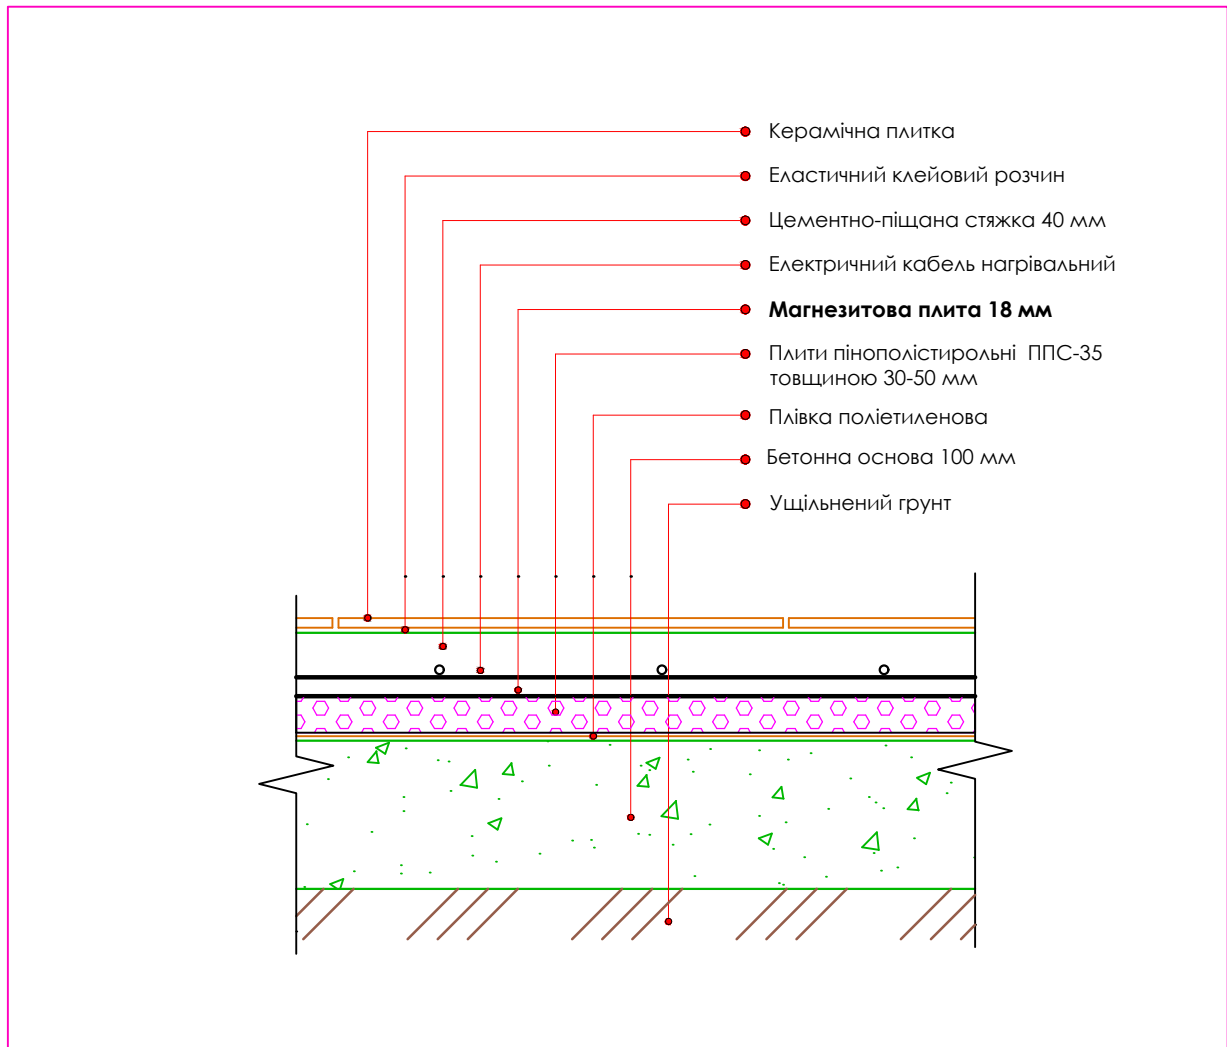 Керамічна плитка
Еластичний клейовий розчин
Цементно-піщана стяжка 40 мм
Електричний кабель нагрівальний
Магнезитова плита 18 мм
Плити пінополістирольні ППС-35
товщиною 30-50 мм
Плівка поліетиленова
Бетонна основа 100 мм
Ущільнений грунт